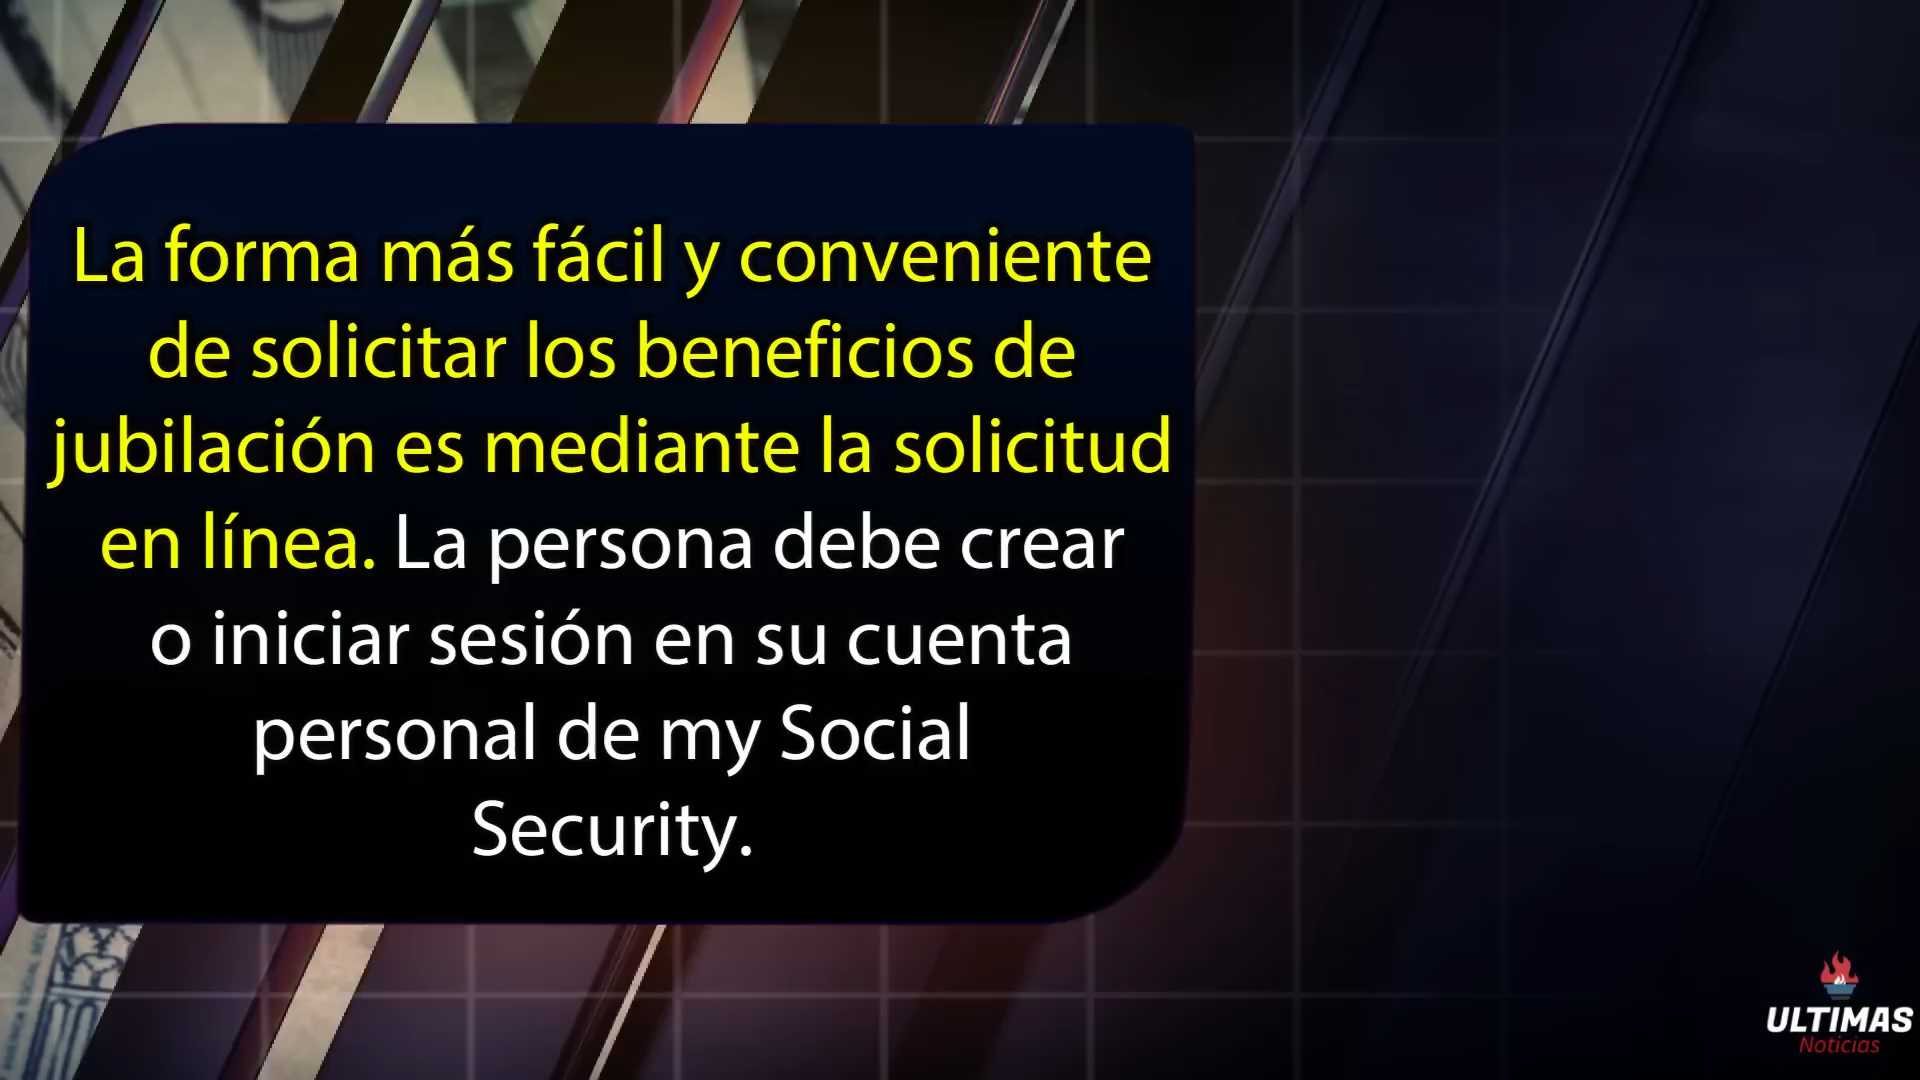 La forma más fácil y conveniente
de solicitar los beneficios de
jubilación es mediante la solicitud
en línea. La persona debe crear
o iniciar sesión en su cuenta
personal de my Social
Security.
ULTIMAS
Noticias